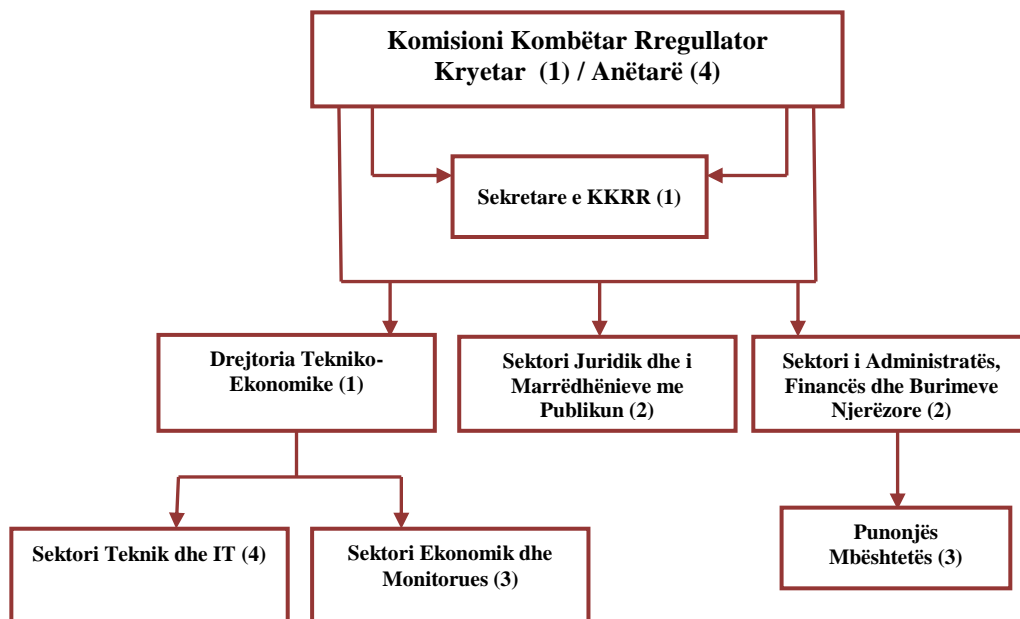 Komisioni Kombëtar Rregullator
Kryetar (1) / Anëtarë (4)
Sekretare e KKRR (1)
Drejtoria Tekniko-
Ekonomike (1)
Sektori Juridik dhe i
Marrëdhënieve me
Publikun (2)
Sektori i Administratës,
Financës dhe Burimeve
Njerëzore (2)
Sektori Teknik dhe IT (4)
Sektori Ekonomik dhe
Monitorues (3)
Punonjës
Mbështetës (3)